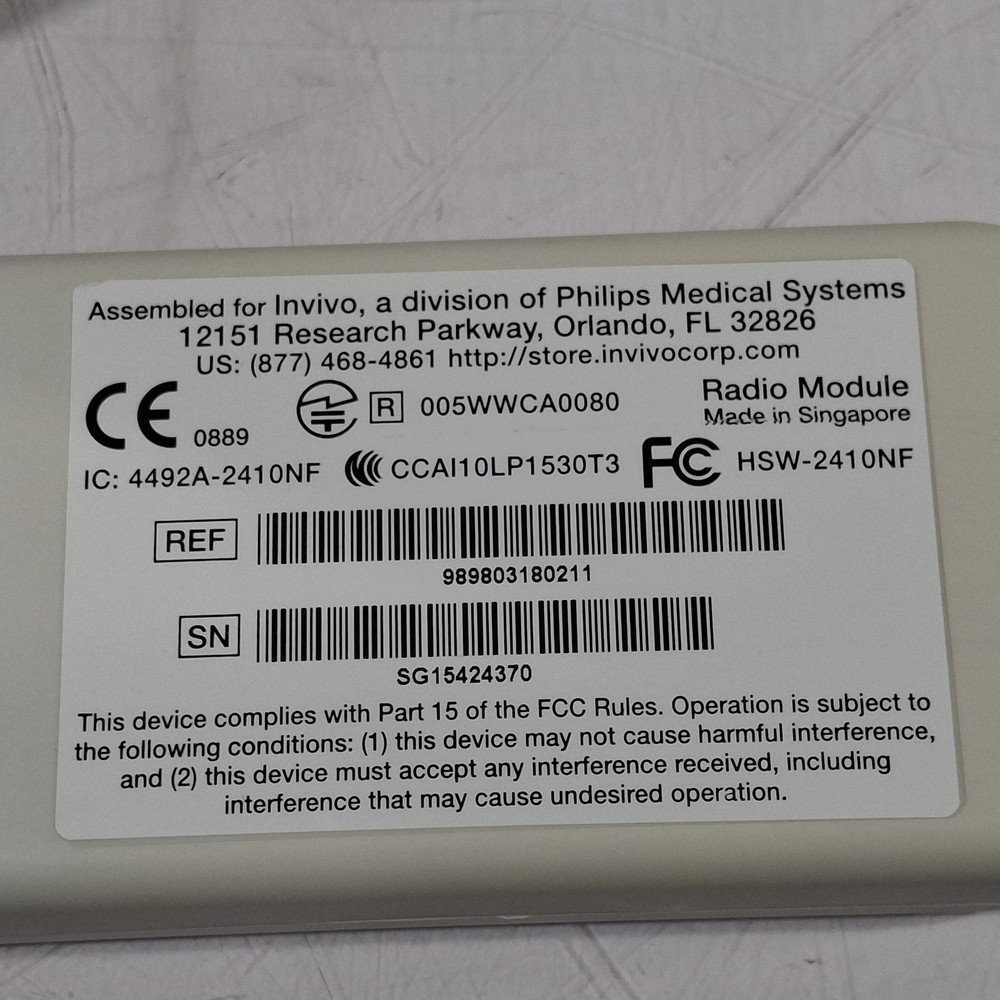 Assembled for Invivo, a division of Philips Medical Systems
12151 Research Parkway, Orlando, FL 32826
US: (877) 468-4861 http://store.invivocorp.com
CE 0889 R 005WWCA0080 Radio Module
Made in Singapore
IC: 4492A-2410NF CCAI10LP1530T3 FC HSW-2410NF
REF
989803180211
SN
SG15424370
This device complies with Part 15 of the FCC Rules. Operation is subject to
the following conditions: (1) this device may not cause harmful interference,
and (2) this device must accept any interference received, including
interference that may cause undesired operation.